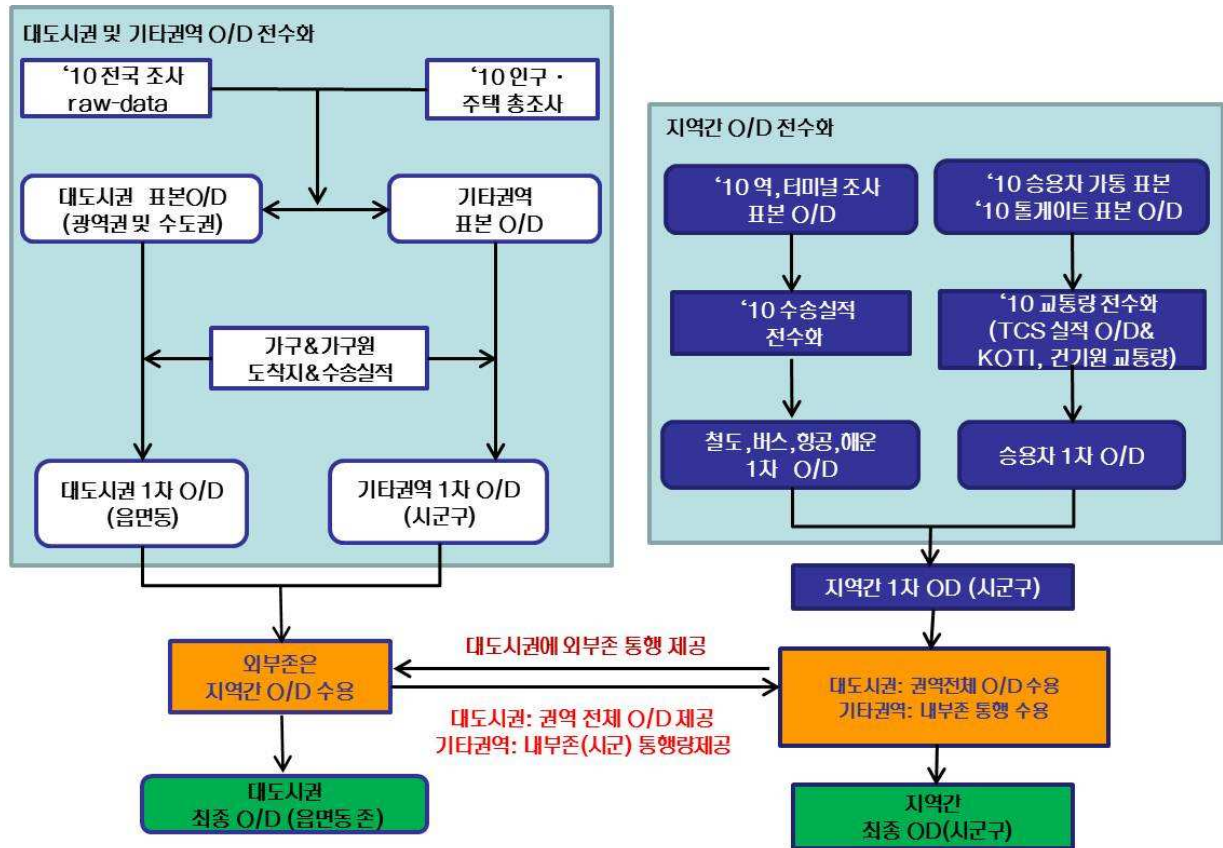 대도시권 및 기타권역 O/D 전수화
‘10 전국 조사
raw-data
‘10 인구 ·
주택 총조사
대도시권 표본O/D
(광역권 및 수도권)
기타권역
표본 O/D
가구&가구원
도착지&수송실적
대도시권 1차 O/D
(읍면동)
기타권역 1차 O/D
(시군구)
지역간 O/D 전수화
‘10 역,터미널 조사
표본 O/D
‘10 승용차 가통 표본
‘10 톨게이트 표본 O/D
‘10 수송실적
전수화
‘10 교통량 전수화
(TCS 실적 O/D&
KOTI, 건기원 교통량)
철도,버스,항공,해운
1차 O/D
승용차 1차 O/D
지역간 1차 OD (시군구)
외부존은
지역간 O/D 수용
대도시권에 외부존 통행 제공
대도시권: 권역 전체 O/D 제공
기타권역: 내부존(시군) 통행량제공
대도시권: 권역전체 O/D 수용
기타권역: 내부존 통행 수용
대도시권
최종 O/D (읍면동 존)
지역간
최종 OD(시군구)